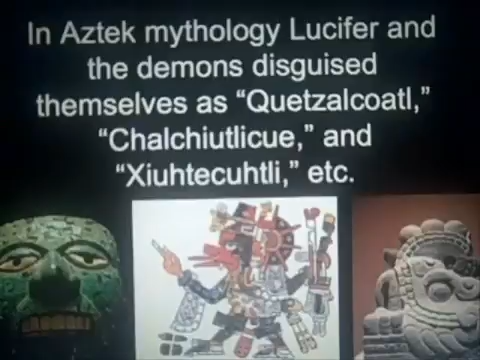 In Aztek mythology Lucifer and
the demons disguised
themselves as “Quetzalcoatl,”
“Chalchiutlicue,” and
“Xiuhtecuhtli,” etc.